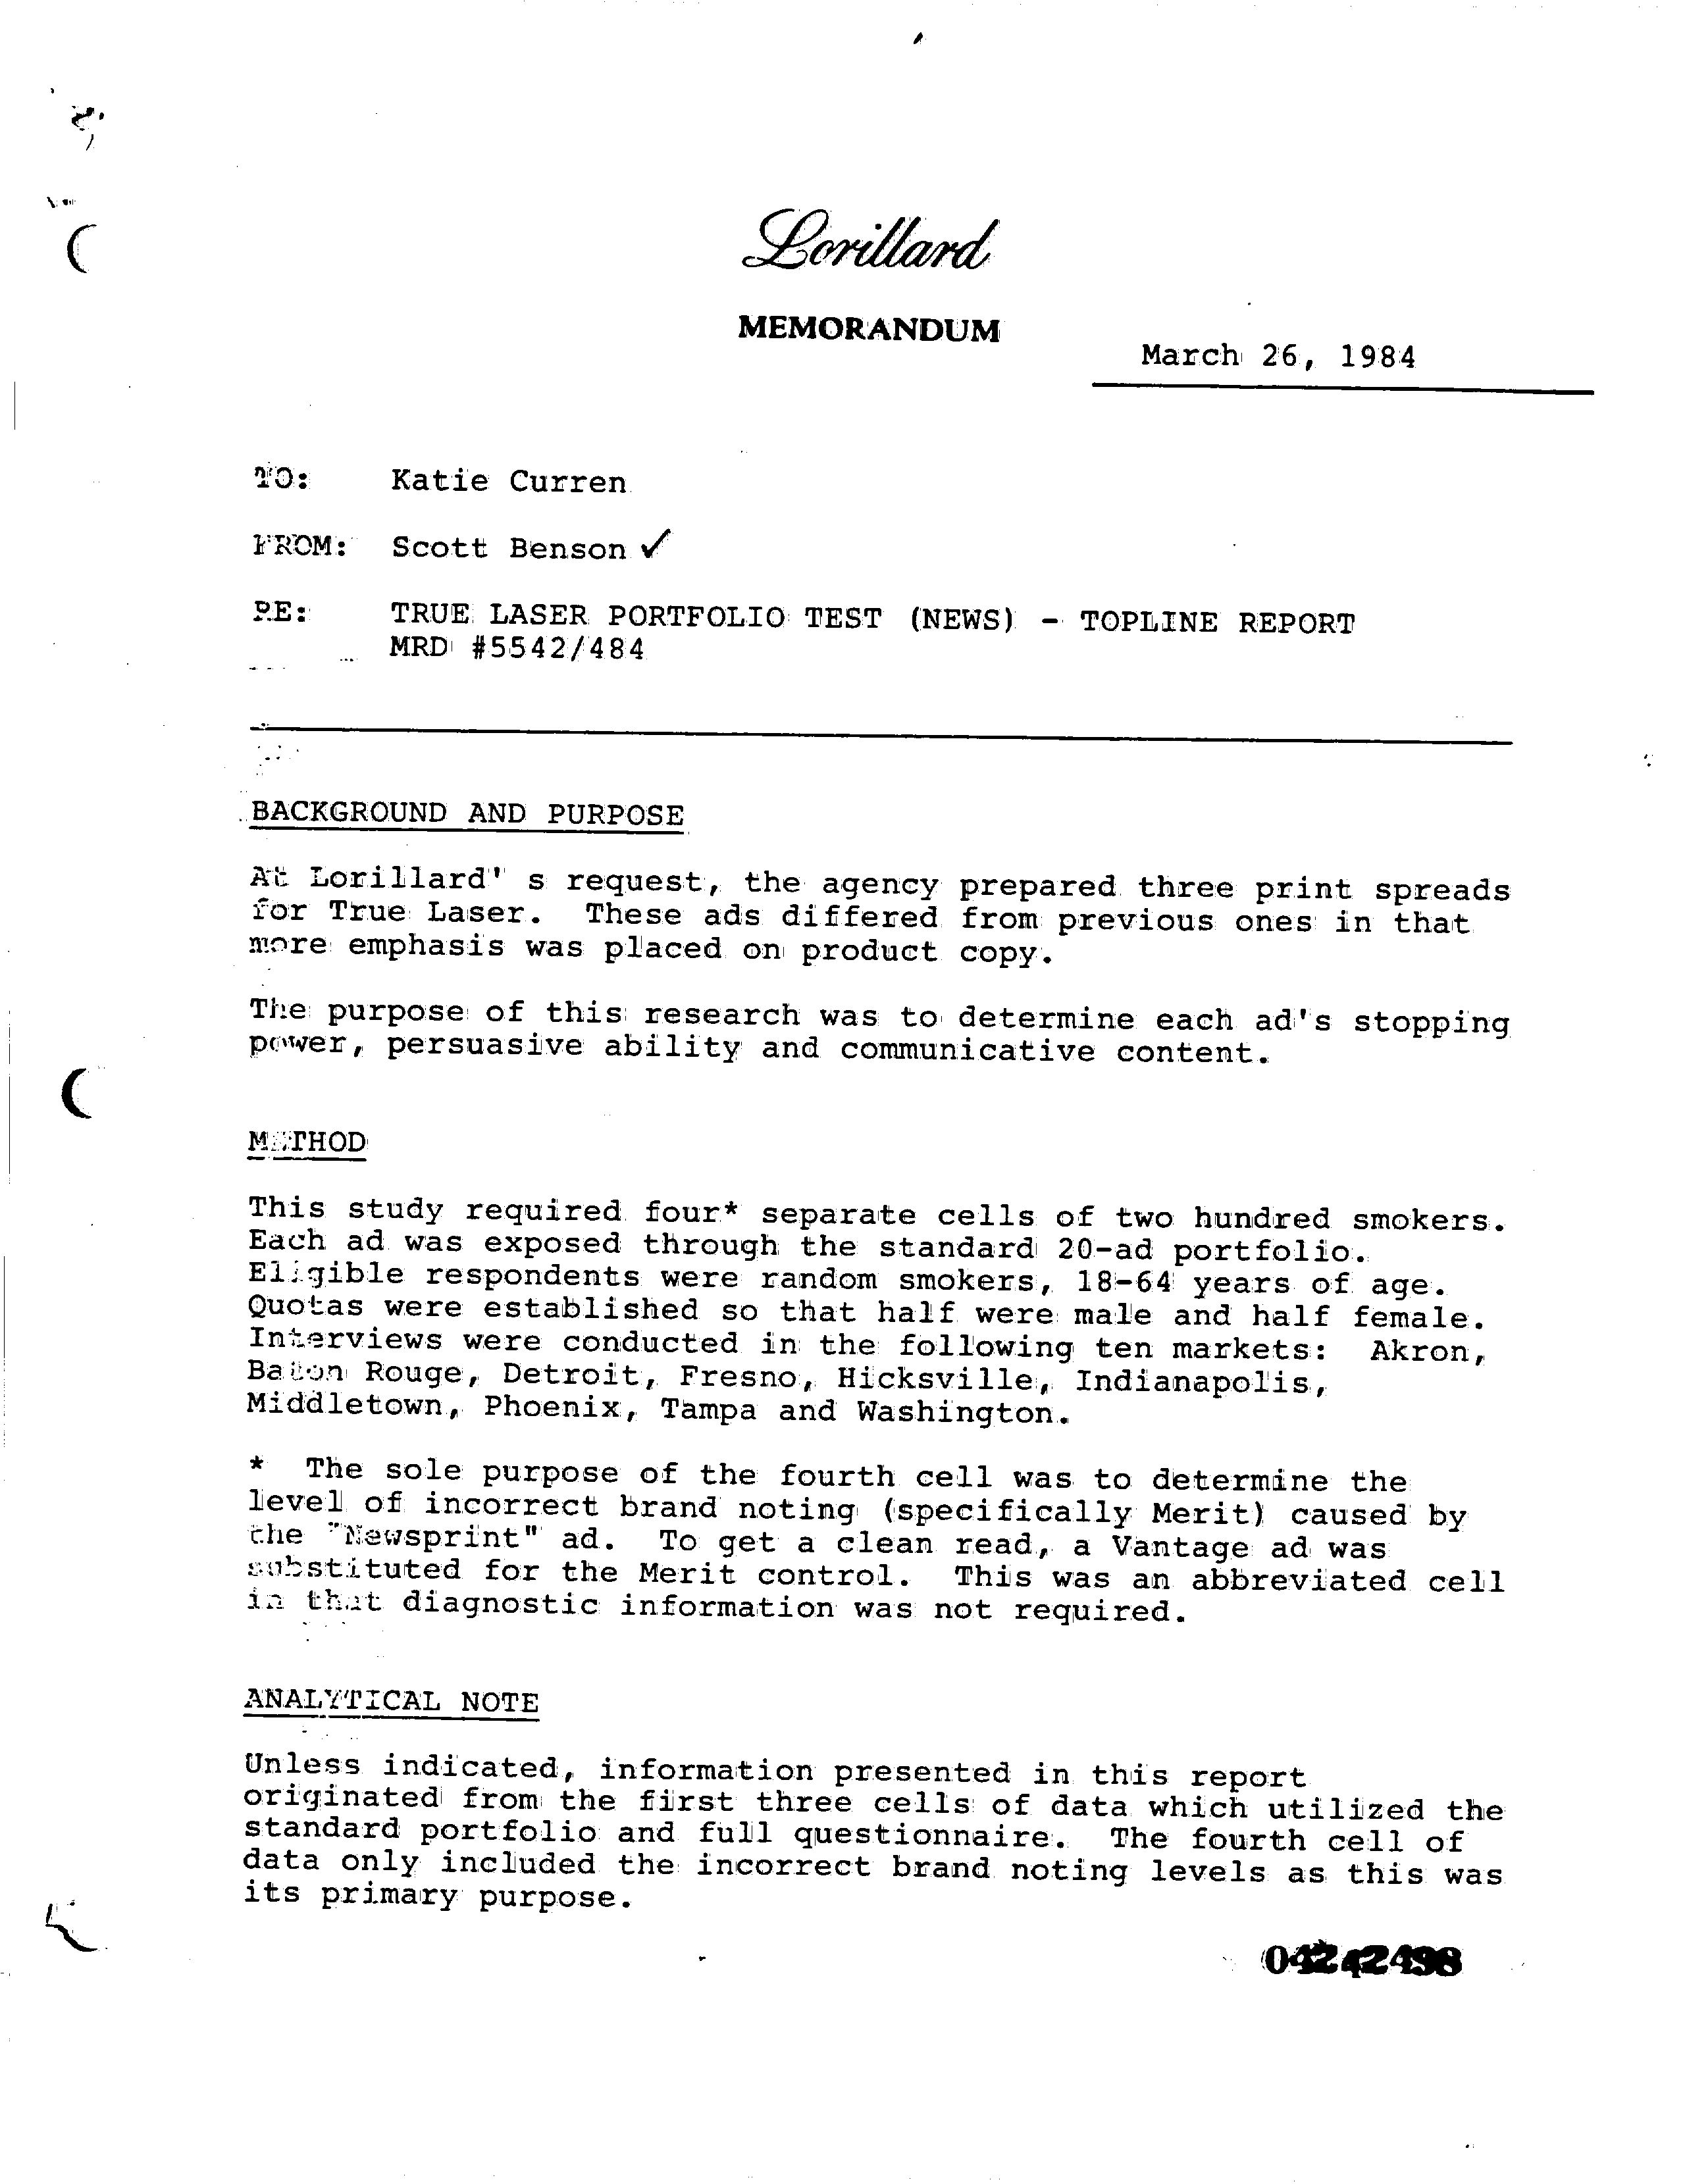 Lorillard
MEMORANDUM
March 26, 1984
TO: Katie Curren
FROM: Scott Benson ✓
RE: TRUE LASER PORTFOLIO TEST (NEWS) - TOPLINE REPORT
MRD #5542/484
BACKGROUND AND PURPOSE
At Lorillard' s request, the agency prepared three print spreads
for True Laser. These ads differed from previous ones in that
more emphasis was placed on product copy.
The purpose of this research was to determine each ad's stopping
power, persuasive ability and communicative content.
METHOD
This study required four* separate cells of two hundred smokers.
Each ad was exposed through the standard 20-ad portfolio.
Eligible respondents were random smokers, 18-64 years of age.
Quotas were established so that half were male and half female.
Interviews were conducted in the following ten markets: Akron,
Baton Rouge, Detroit, Fresno, Hicksville, Indianapolis,
Middletown, Phoenix, Tampa and Washington.
* The sole purpose of the fourth cell was to determine the
level of incorrect brand noting (specifically Merit) caused by
the "Newsprint" ad. To get a clean read, a Vantage ad was
substituted for the Merit control. This was an abbreviated cell
in that diagnostic information was not required.
ANALYTICAL NOTE
Unless indicated, information presented in this report
originated from the first three cells of data which utilized the
standard portfolio and full questionnaire. The fourth cell of
data only included the incorrect brand noting levels as this was
its primary purpose.
04242498